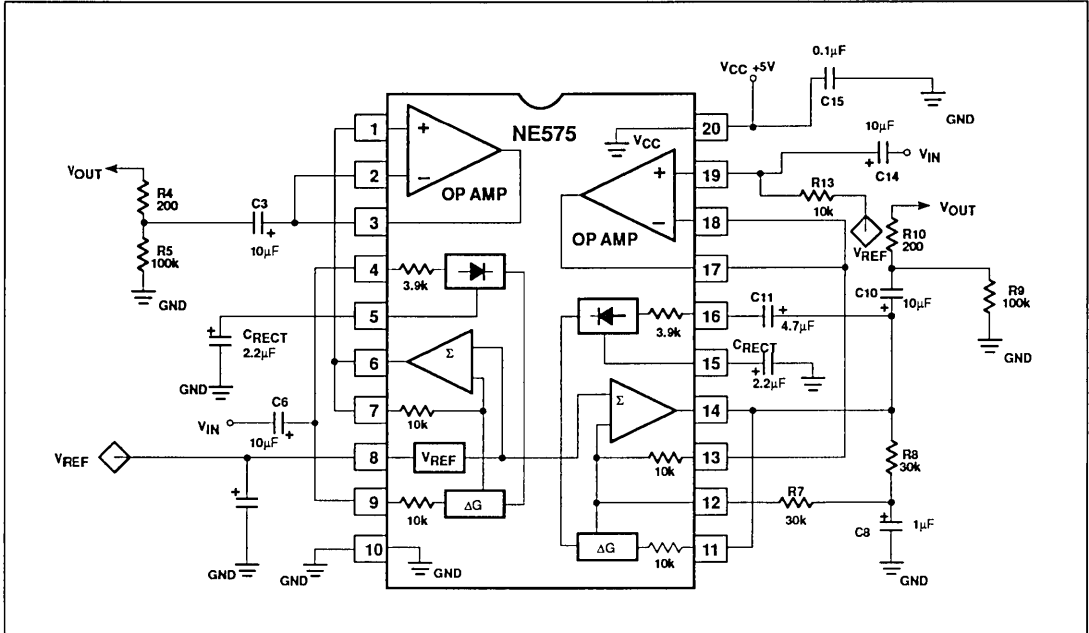 NE575
VCC +5V
0.1µF
C15
GND
VCC
20
10µF
C14
VIN
1
+
−
OP AMP
2
3
VOUT
R4
200
R5
100k
GND
C3
+
10µF
19
+
−
OP AMP
18
17
R13
10k
VREF
VOUT
R10
200
C10
10µF
+
R9
100k
GND
4
3.9k
5
+
CRECT
2.2µF
GND
6
Σ
7
10k
VIN
C6
10µF
+
VREF
8
VREF
+
GND
9
10k
ΔG
10
GND
GND
16
3.9k
C11
+
4.7µF
15
CRECT
+
2.2µF
14
Σ
13
10k
12
R7
30k
R8
30k
+
C8
1µF
GND
11
10k
ΔG